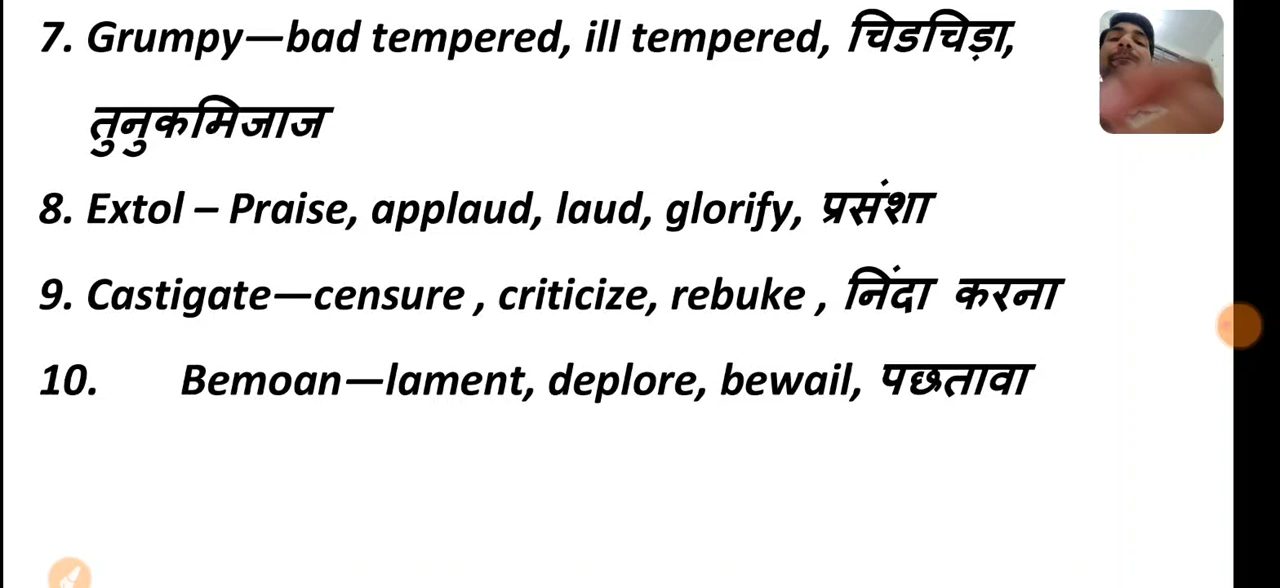 7. Grumpy—bad tempered, ill tempered, चिडचिड़ा,
तुनुकमिजाज
8. Extol – Praise, applaud, laud, glorify, प्रसंशा
9. Castigate—censure , criticize, rebuke , निंदा करना
10. Bemoan—lament, deplore, bewail, पछतावा